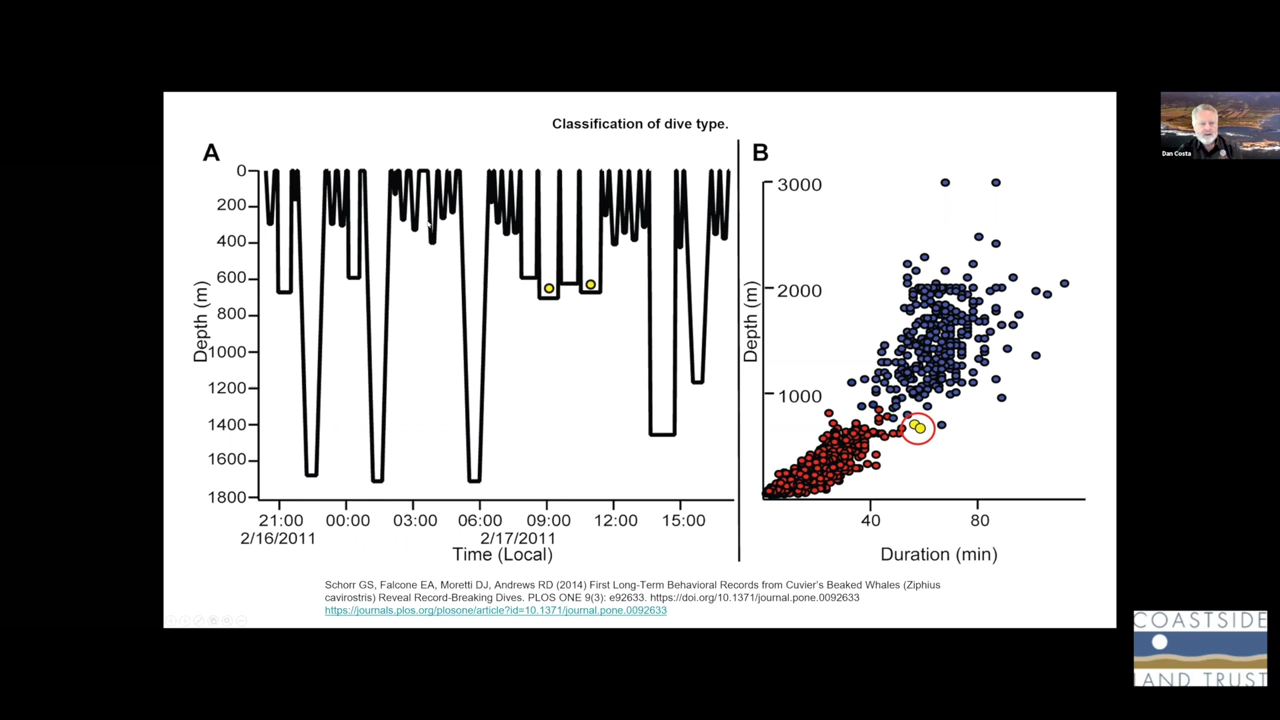 Classification of dive type.
A
B
0
200
400
600
800
1000
1200
1400
1600
1800
Depth (m)
21:00
00:00
03:00
06:00
09:00
12:00
15:00
2/16/2011
2/17/2011
Time (Local)
3000
2000
1000
Depth (m)
40
80
Duration (min)
Schorr GS, Falcone EA, Moretti DJ, Andrews RD (2014) First Long-Term Behavioral Records from Cuvier's Beaked Whales (Ziphius
cavirostris) Reveal Record-Breaking Dives. PLOS ONE 9(3): e92633. https://doi.org/10.1371/journal.pone.0092633
https://journals.plos.org/plosone/article?id=10.1371/journal.pone.0092633
Dan Costa
COASTSIDE
LAND TRUST